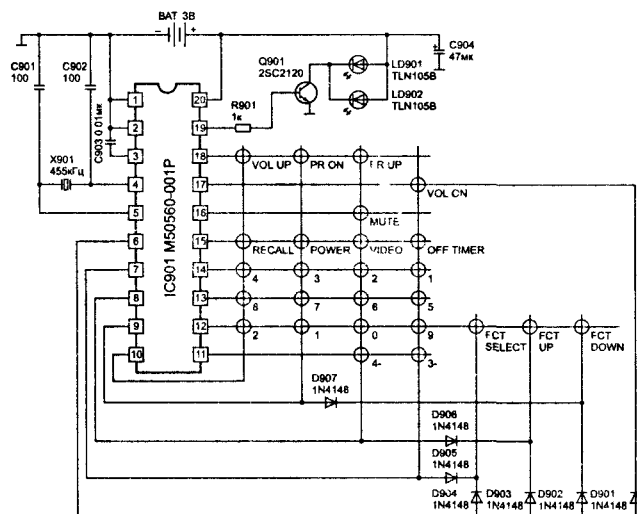 БАТ 3В
C901
100
C902
100
C903 0.01мк
X901
455кГц
IC901 M50560-001P
1
2
3
4
5
6
7
8
9
10
20
19
18
17
16
15
14
13
12
11
R901
1к
Q901
2SC2120
LD901
TLN105B
LD902
TLN105B
C904
47мк
VOL UP
PR ON
UP
VOL
MUTE
RECALL
POWER
VIDEO
OFF TIMER
4
3
2
1
8
7
6
5
2
1
0
9
FCT
SELECT
FCT
UP
FCT
DOWN
4-
3-
D907
1N4148
D906
1N4148
D905
1N4148
D904
1N4148
D903
1N4148
D902
1N4148
D901
1N4148